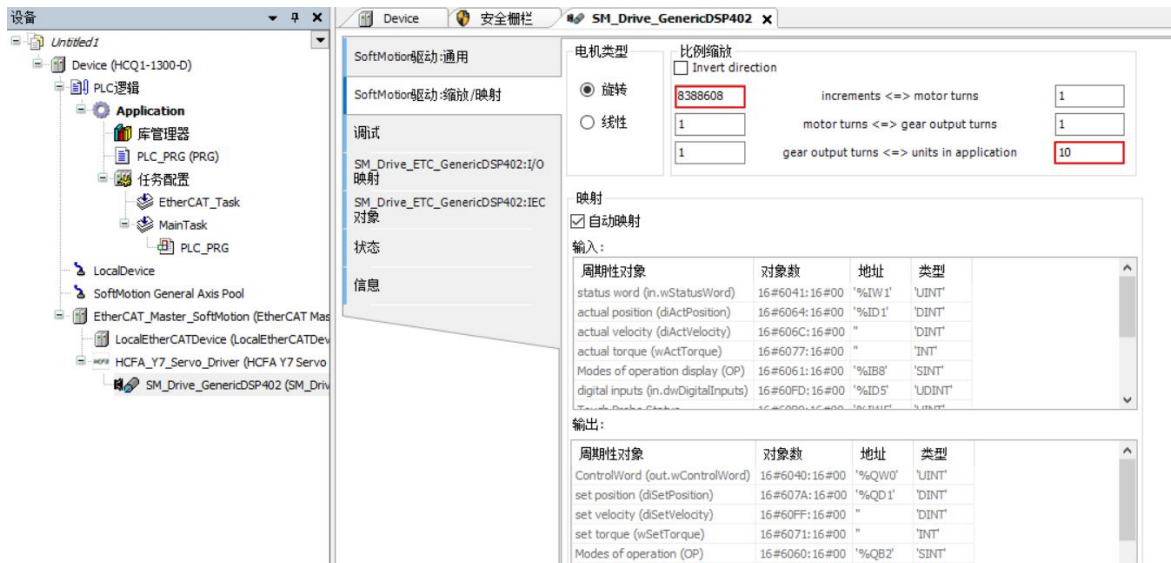 设备
Untitled1
Device (HCQ1-1300-D)
PLC逻辑
Application
库管理器
PLC_PRG (PRG)
任务配置
EtherCAT_Task
MainTask
PLC_PRG
LocalDevice
SoftMotion General Axis Pool
EtherCAT_Master_SoftMotion (EtherCAT Mas
LocalEtherCATDevice (LocalEtherCATDev
HCFA_Y7_Servo_Driver (HCFA Y7 Servo
SM_Drive_GenericDSP402 (SM_Driv
Device 安全栅栏 SM_Drive_GenericDSP402
SoftMotion驱动:通用
SoftMotion驱动:缩放/映射
调试
SM_Drive_ETC_GenericDSP402:I/O
映射
SM_Drive_ETC_GenericDSP402:IEC
对象
状态
信息
电机类型
旋转
线性
比例缩放
Invert direction
8388608 increments <=> motor turns 1
1 motor turns <=> gear output turns 1
1 gear output turns <=> units in application 10
映射
自动映射
输入:
周期性对象 对象数 地址 类型
status word (in.wStatusWord) 16#6041:16#00 '%IW1' 'UINT'
actual position (diActPosition) 16#6064:16#00 '%ID1' 'DINT'
actual velocity (diActVelocity) 16#606C:16#00 '' 'DINT'
actual torque (wActTorque) 16#6077:16#00 '' 'INT'
Modes of operation display (OP) 16#6061:16#00 '%IB8' 'SINT'
digital inputs (in.dwDigitalInputs) 16#60FD:16#00 '%ID5' 'UDINT'
输出:
周期性对象 对象数 地址 类型
ControlWord (out.wControlWord) 16#6040:16#00 '%QW0' 'UINT'
set position (diSetPosition) 16#607A:16#00 '%QD1' 'DINT'
set velocity (diSetVelocity) 16#60FF:16#00 '' 'DINT'
set torque (wSetTorque) 16#6071:16#00 '' 'INT'
Modes of operation (OP) 16#6060:16#00 '%QB2' 'SINT'